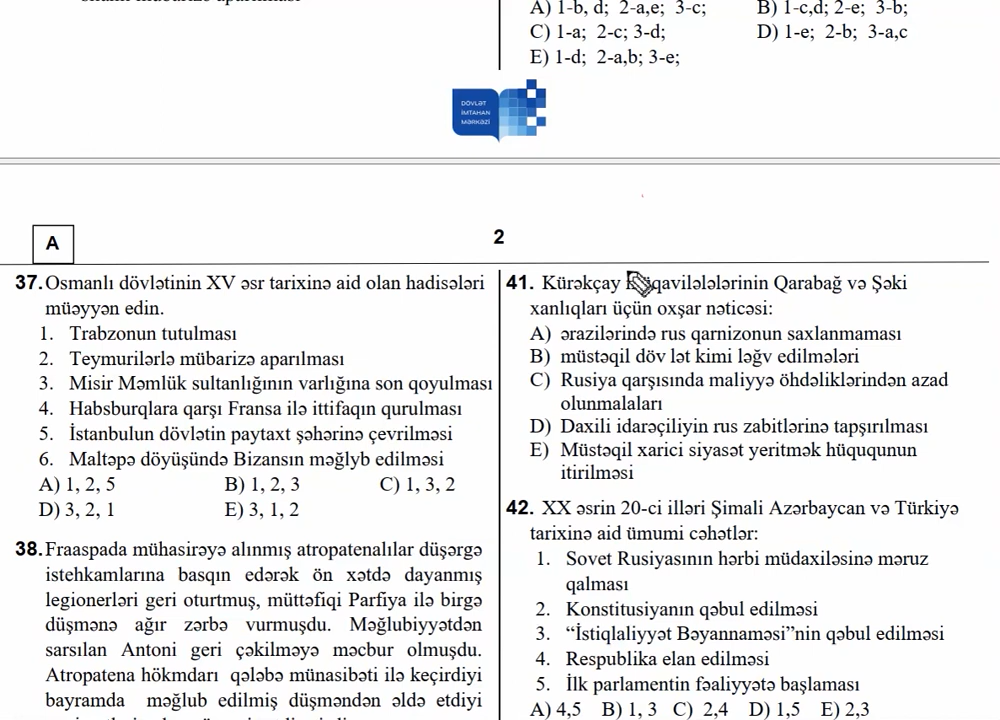 A) 1-b, d; 2-a,e; 3-c; B) 1-c,d; 2-e; 3-b;
C) 1-a; 2-c; 3-d; D) 1-e; 2-b; 3-a,c
E) 1-d; 2-a,b; 3-e;
DÖVLƏT
İMTAHAN
MƏRKƏZİ
A
2
37. Osmanlı dövlətinin XV əsr tarixinə aid olan hadisələri
müəyyən edin.
1. Trabzonun tutulması
2. Teymurilərlə mübarizə aparılması
3. Misir Məmlük sultanlığının varlığına son qoyulması
4. Habsburqlara qarşı Fransa ilə ittifaqın qurulması
5. İstanbulun dövlətin paytaxt şəhərinə çevrilməsi
6. Maltəpə döyüşündə Bizansın məğlyb edilməsi
A) 1, 2, 5 B) 1, 2, 3 C) 1, 3, 2
D) 3, 2, 1 E) 3, 1, 2
38. Fraaspada mühasirəyə alınmış atropatenalılar düşərgə
istehkamlarına basqın edərək ön xətdə dayanmış
legionerləri geri oturtmuş, müttəfiqi Parfiya ilə birgə
düşmənə ağır zərbə vurmuşdu. Məğlubiyyətdən
sarsılan Antoni geri çəkilməyə məcbur olmuşdu.
Atropatena hökmdarı qələbə münasibəti ilə keçirdiyi
bayramda məğlub edilmiş düşməndən əldə etdiyi
41. Kürəkçay qavilələlərinin Qarabağ və Şəki
xanlıqları üçün oxşar nəticəsi:
A) ərazilərində rus qarnizonun saxlanmaması
B) müstəqil döv lət kimi ləğv edilmələri
C) Rusiya qarşısında maliyyə öhdəliklərindən azad
olunmalaları
D) Daxili idarəçiliyin rus zabitlərinə tapşırılması
E) Müstəqil xarici siyasət yeritmək hüququnun
itirilməsi
42. XX əsrin 20-ci illəri Şimali Azərbaycan və Türkiyə
tarixinə aid ümumi cəhətlər:
1. Sovet Rusiyasının hərbi müdaxiləsinə məruz
qalması
2. Konstitusiyanın qəbul edilməsi
3. “İstiqlaliyyət Bəyannaməsi”nin qəbul edilməsi
4. Respublika elan edilməsi
5. İlk parlamentin fəaliyyətə başlaması
A) 4,5 B) 1, 3 C) 2,4 D) 1,5 E) 2,3